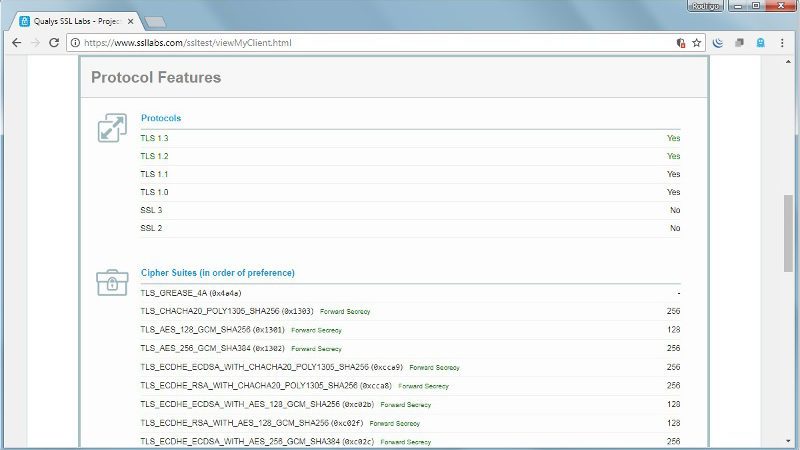 Rodrigo
Qualys SSL Labs - Project
https://www.ssllabs.com/ssltest/viewMyClient.html
Protocol Features
Protocols
TLS 1.3 Yes
TLS 1.2 Yes
TLS 1.1 Yes
TLS 1.0 Yes
SSL 3 No
SSL 2 No
Cipher Suites (in order of preference)
TLS_GREASE_4A (0x4a4a) -
TLS_CHACHA20_POLY1305_SHA256 (0x1303) Forward Secrecy 256
TLS_AES_128_GCM_SHA256 (0x1301) Forward Secrecy 128
TLS_AES_256_GCM_SHA384 (0x1302) Forward Secrecy 256
TLS_ECDHE_ECDSA_WITH_CHACHA20_POLY1305_SHA256 (0xcca9) Forward Secrecy 256
TLS_ECDHE_RSA_WITH_CHACHA20_POLY1305_SHA256 (0xcca8) Forward Secrecy 256
TLS_ECDHE_ECDSA_WITH_AES_128_GCM_SHA256 (0xc02b) Forward Secrecy 128
TLS_ECDHE_RSA_WITH_AES_128_GCM_SHA256 (0xc02f) Forward Secrecy 128
TLS_ECDHE_ECDSA_WITH_AES_256_GCM_SHA384 (0xc02c) Forward Secrecy 256